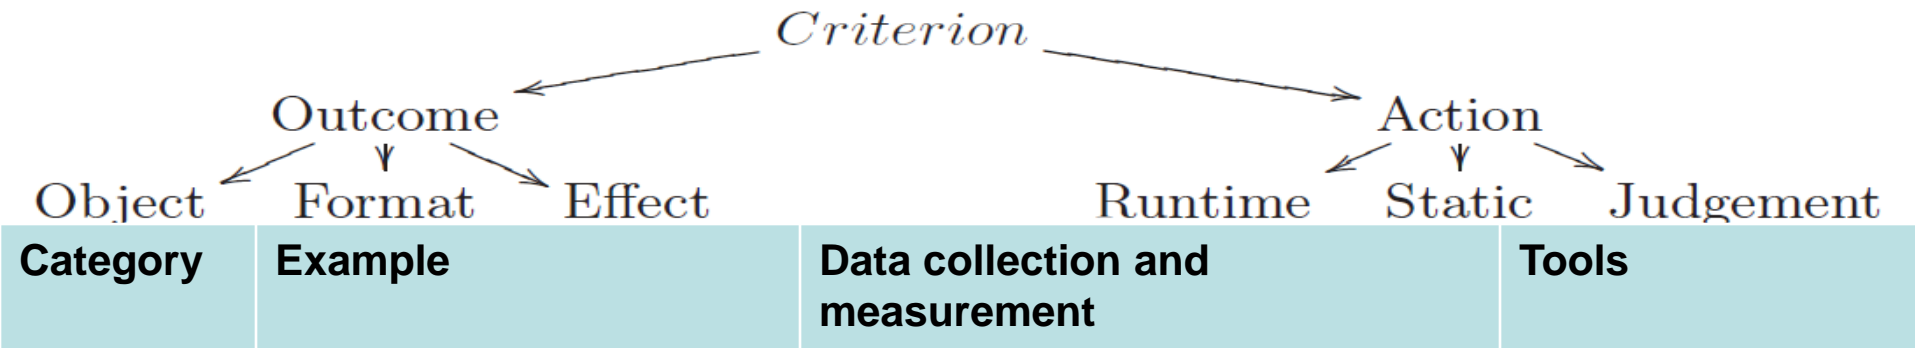 Criterion
Outcome Action
Object Format Effect Runtime Static Judgement
Category Example Data collection and measurement Tools